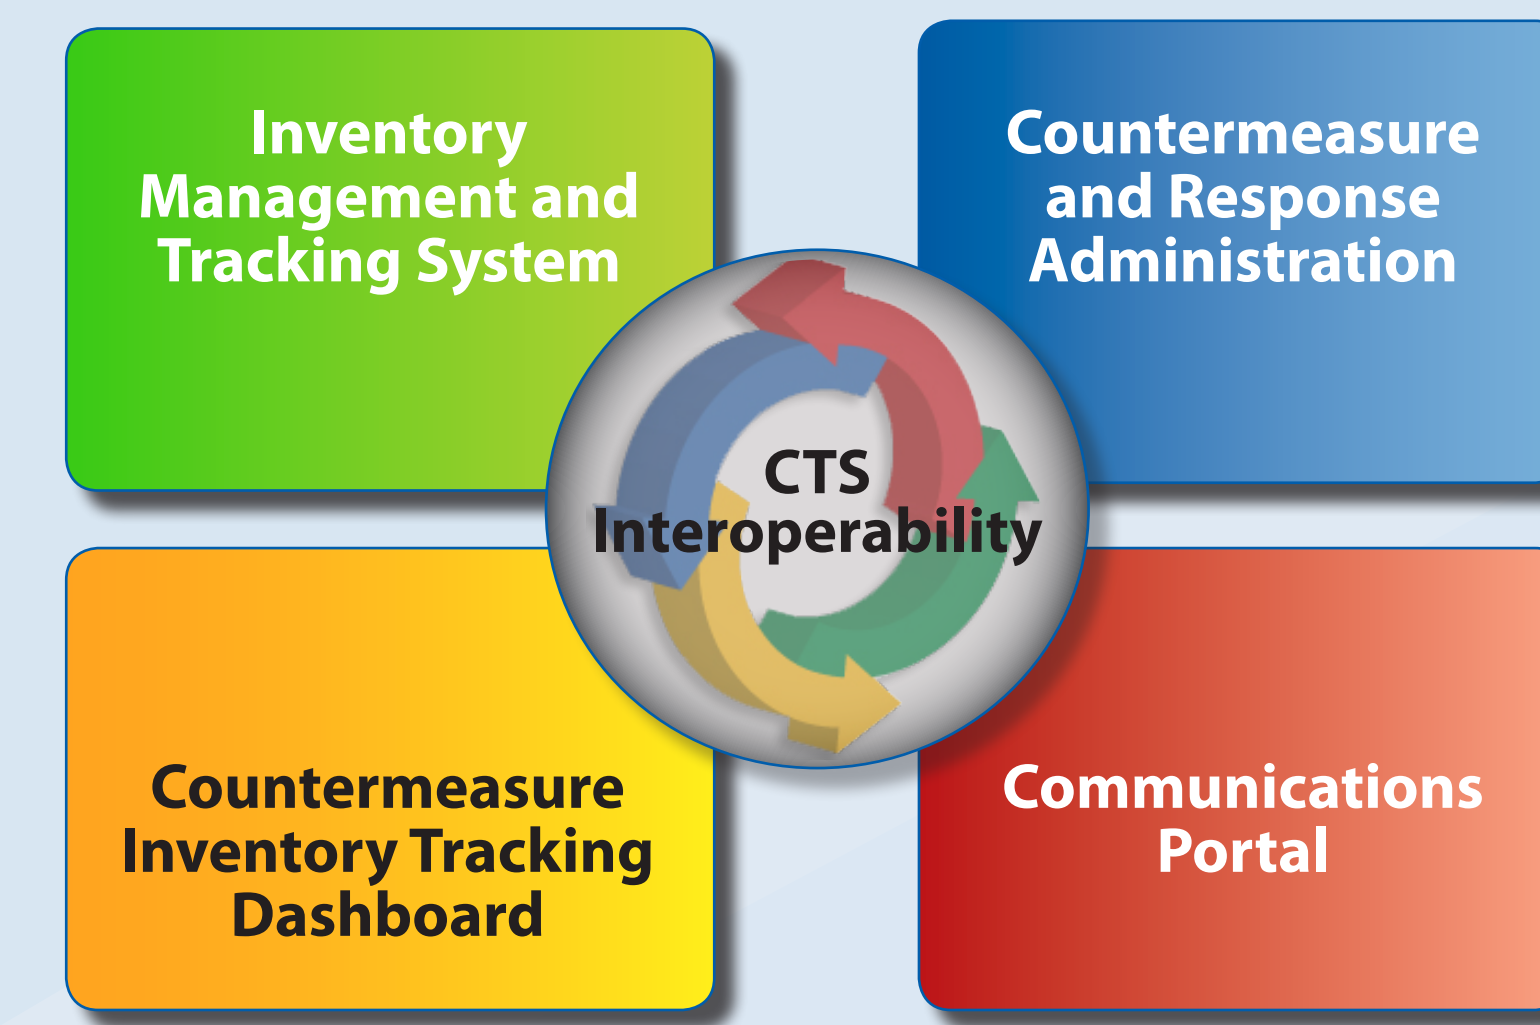 Inventory
Management and
Tracking System
Countermeasure
and Response
Administration
CTS
Interoperability
Countermeasure
Inventory Tracking
Dashboard
Communications
Portal